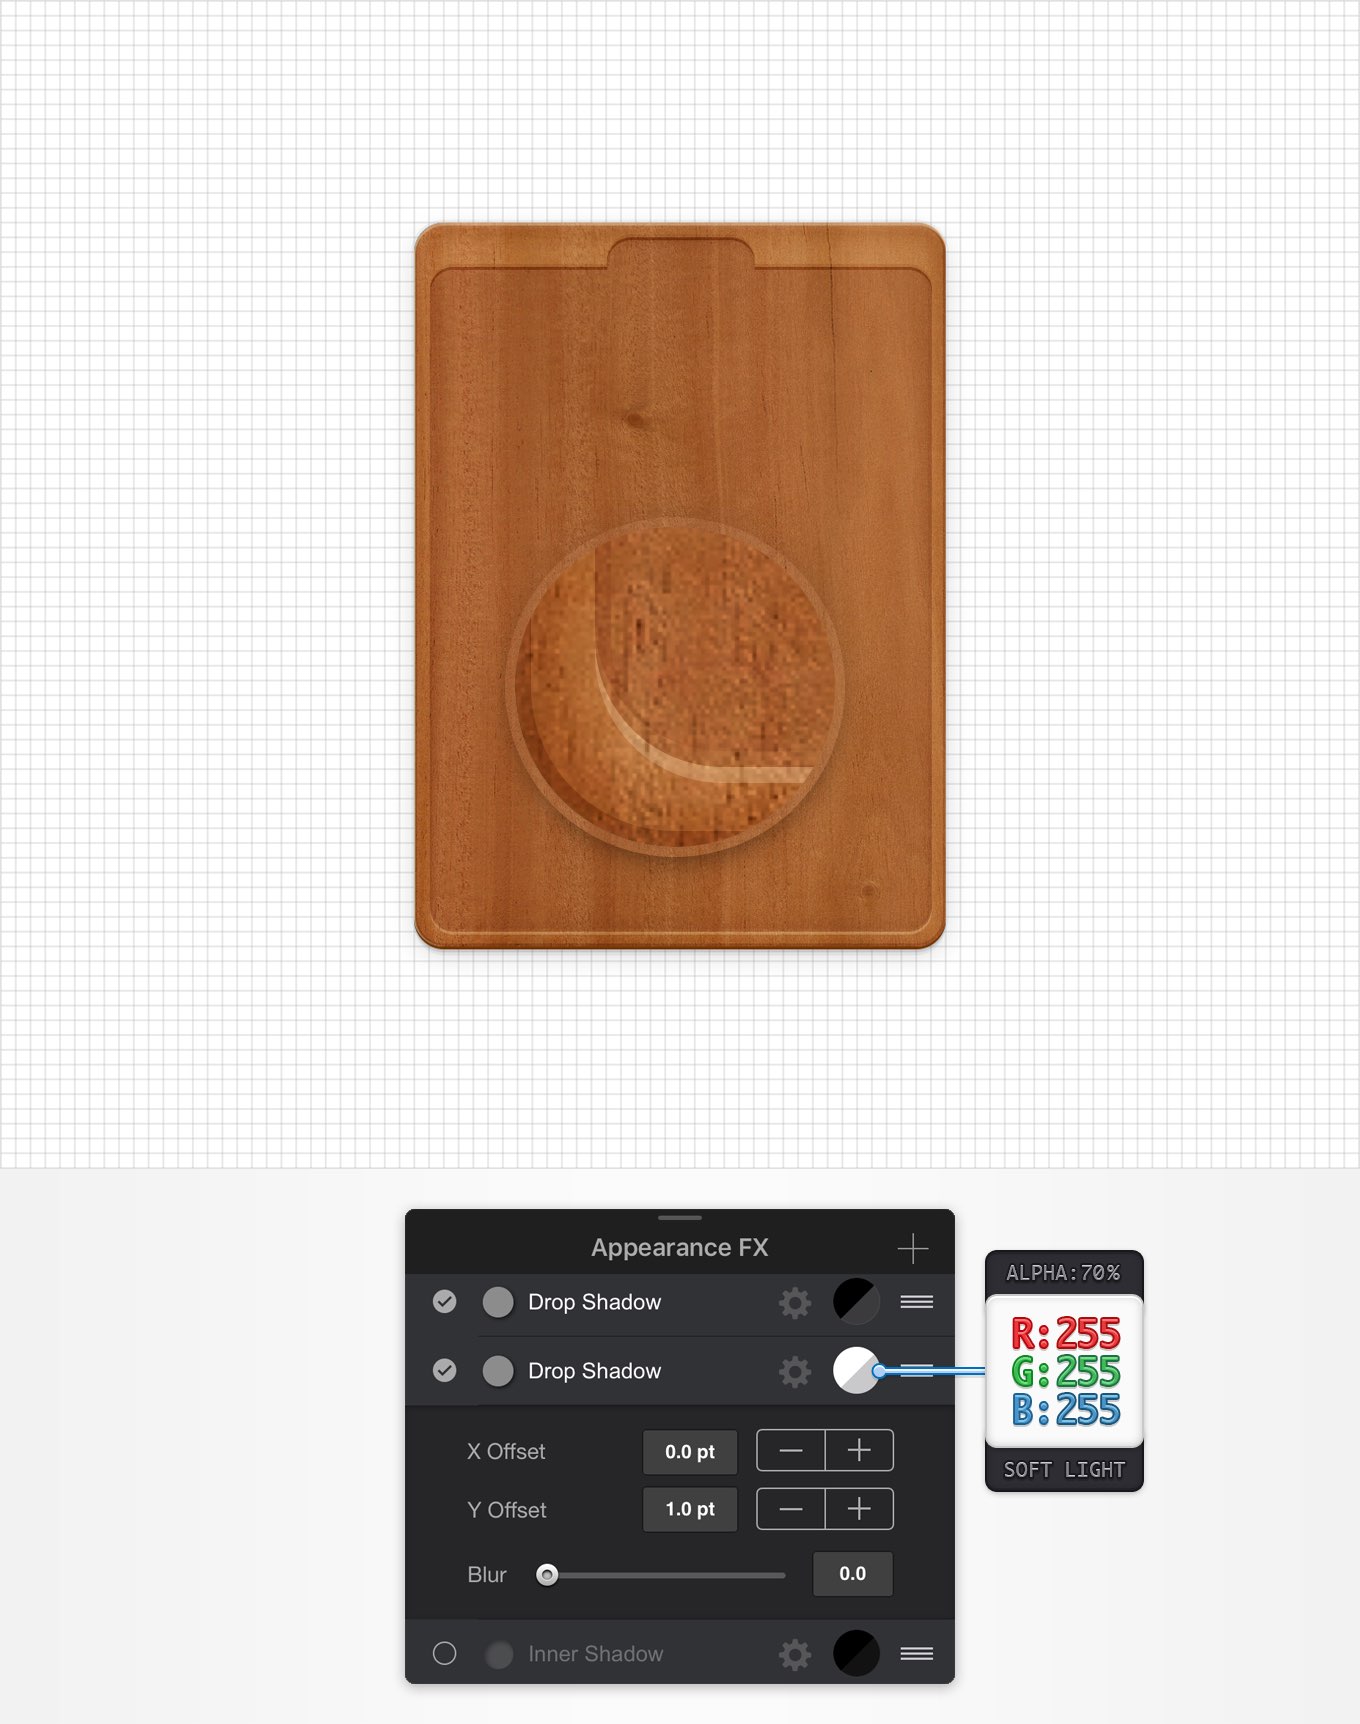 Appearance FX
Drop Shadow
Drop Shadow
X Offset 0.0 pt
Y Offset 1.0 pt
Blur 0.0
Inner Shadow
ALPHA:70%
R:255
G:255
B:255
SOFT LIGHT